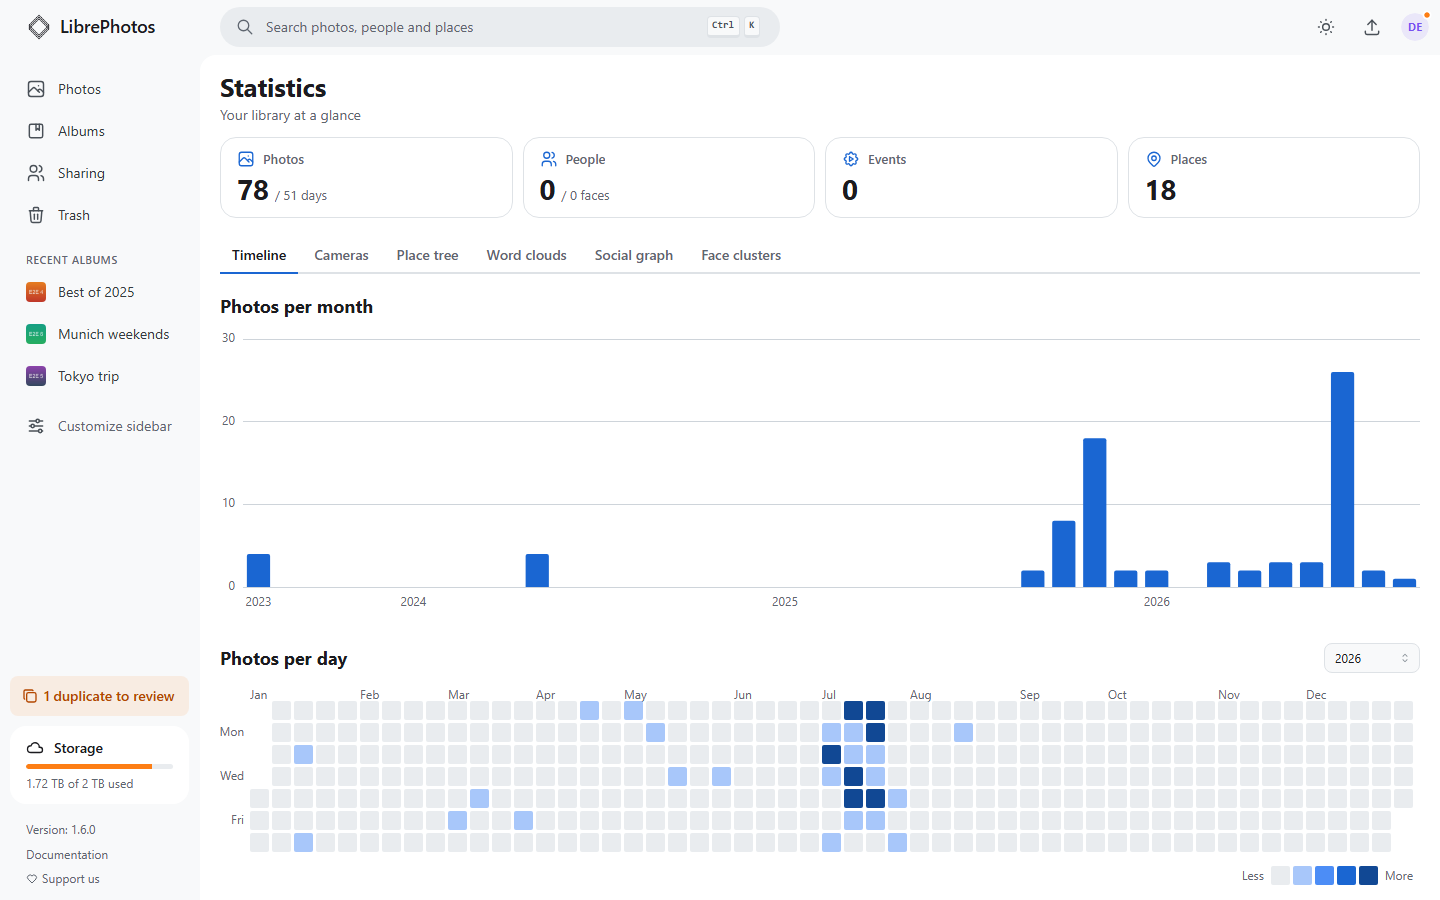 LibrePhotos
Search photos, people and places
Ctrl K
DE
Photos
Albums
Sharing
Trash
RECENT ALBUMS
Best of 2025
Munich weekends
Tokyo trip
Customize sidebar
1 duplicate to review
Storage
1.72 TB of 2 TB used
Version: 1.6.0
Documentation
Support us
Statistics
Your library at a glance
Photos
78 / 51 days
People
0 / 0 faces
Events
0
Places
18
Timeline Cameras Place tree Word clouds Social graph Face clusters
Photos per month
30
20
10
0
2023 2024 2025 2026
Photos per day
2026
Jan Feb Mar Apr May Jun Jul Aug Sep Oct Nov Dec
Mon
Wed
Fri
Less More